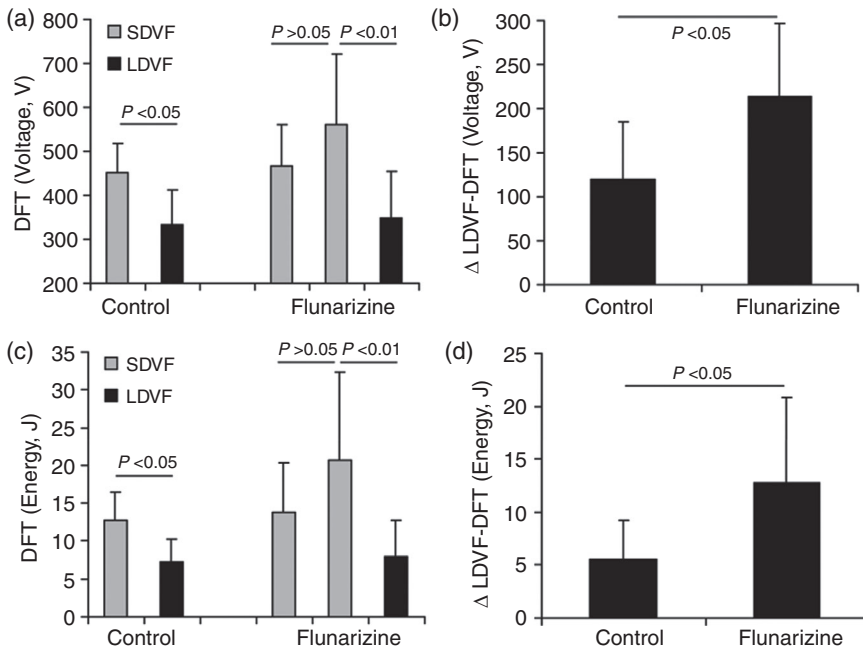 (a)
800
700
600
500
400
300
200
DFT (Voltage, V)
SDVF
LDVF
P <0.05
P >0.05
P <0.01
Control
Flunarizine
(b)
300
250
200
150
100
50
0
Δ LDVF-DFT (Voltage, V)
P <0.05
Control
Flunarizine
(c)
35
30
25
20
15
10
5
0
DFT (Energy, J)
SDVF
LDVF
P <0.05
P >0.05
P <0.01
Control
Flunarizine
(d)
25
20
15
10
5
0
Δ LDVF-DFT (Energy, J)
P <0.05
Control
Flunarizine